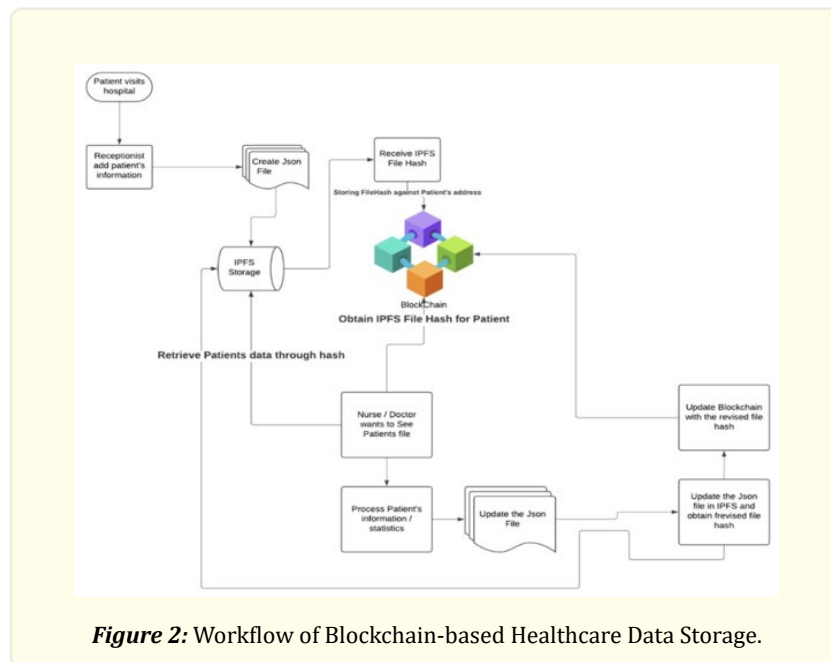 Patient visits
hospital
Receptionist
add patient's
information
Create Json
File
Receive IPFS
File Hash
Storing FileHash against Patient's address
IPFS
Storage
BlockChain
Obtain IPFS File Hash for Patient
Retrieve Patients data through hash
Nurse / Doctor
wants to See
Patients file
Update Blockchain
with the revised file
hash
Process Patient's
information /
statistics
Update the Json
File
Update the Json
file in IPFS and
obtain frevised file
hash
Figure 2: Workflow of Blockchain-based Healthcare Data Storage.